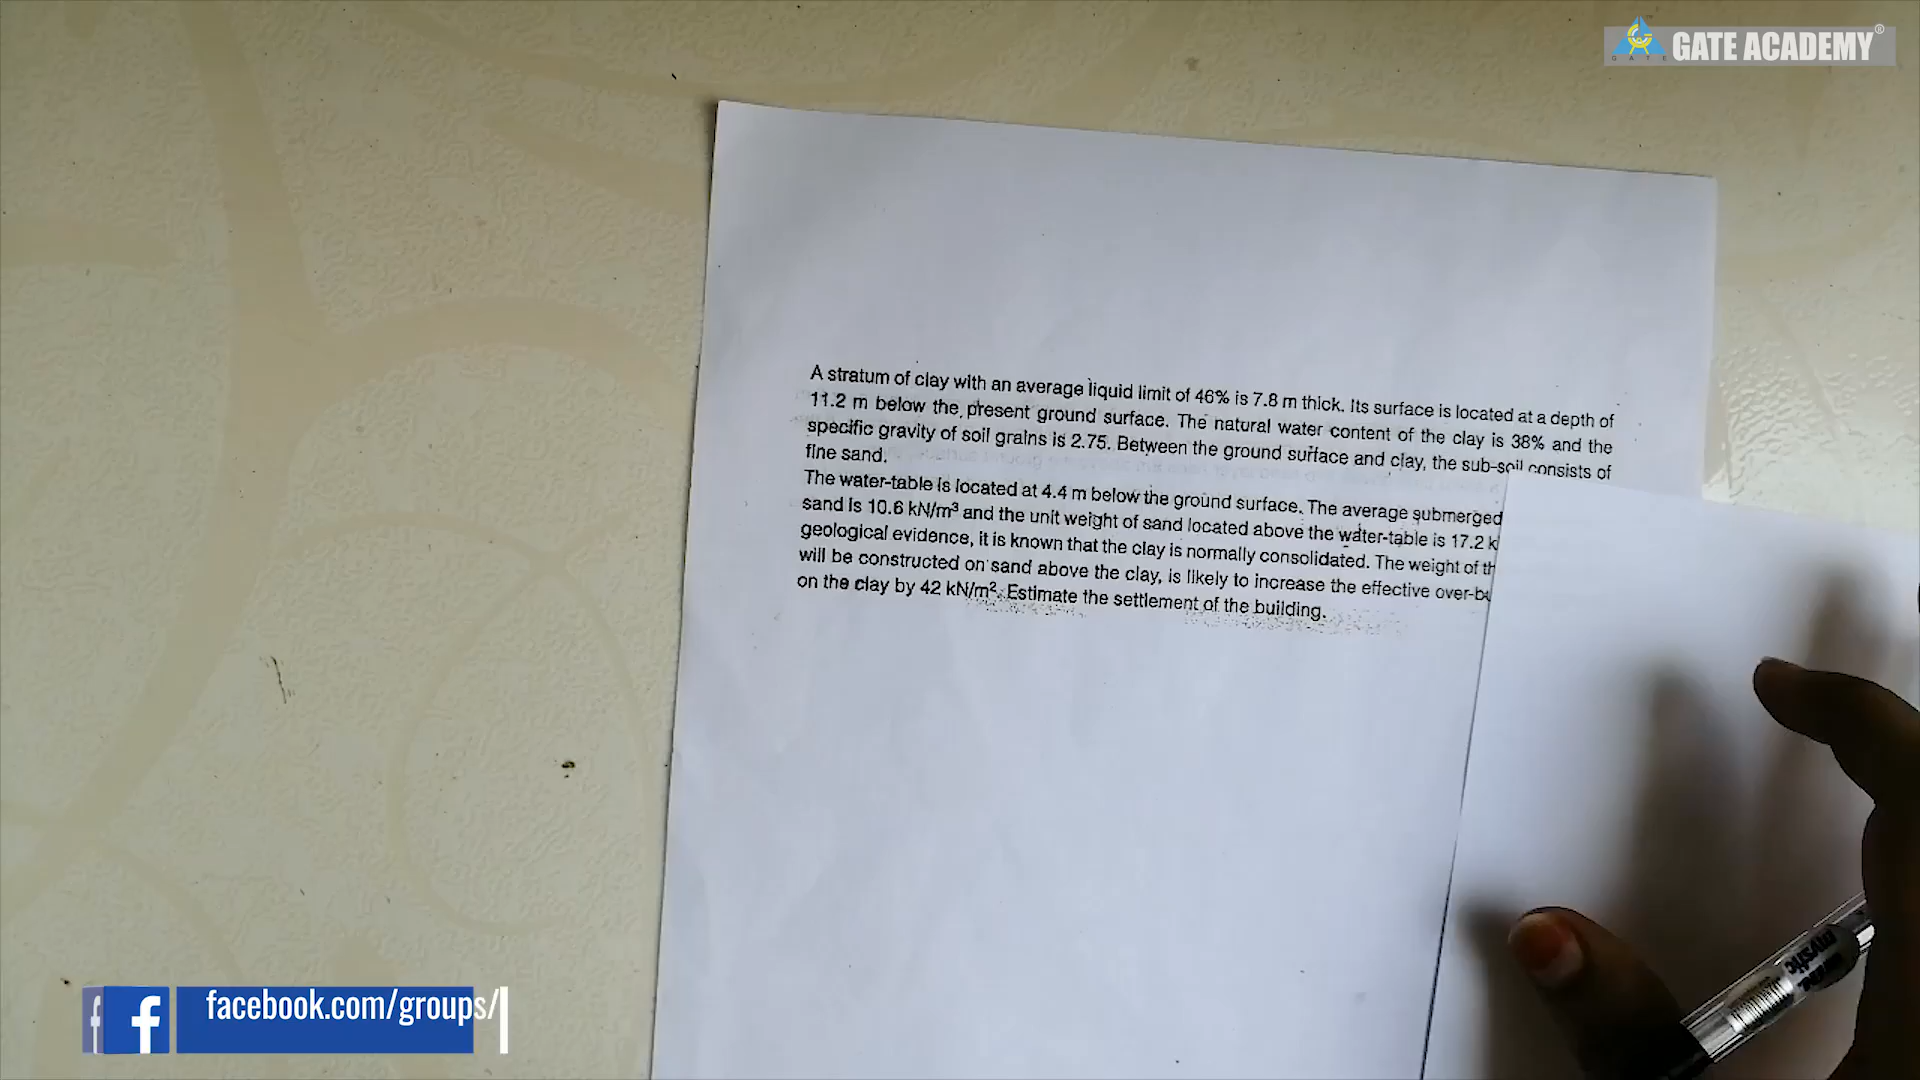 GATE ACADEMY®
GATE
A stratum of clay with an average liquid limit of 46% is 7.8 m thick. Its surface is located at a depth of
11.2 m below the present ground surface. The natural water content of the clay is 38% and the
specific gravity of soil grains is 2.75. Between the ground surface and clay, the sub-soil consists of
fine sand.
The water-table is located at 4.4 m below the ground surface. The average submerged
sand is 10.6 kN/m³ and the unit weight of sand located above the water-table is 17.2 k
geological evidence, it is known that the clay is normally consolidated. The weight of th
will be constructed on sand above the clay, is likely to increase the effective over-bu
on the clay by 42 kN/m². Estimate the settlement of the building.
mystic
facebook.com/groups/